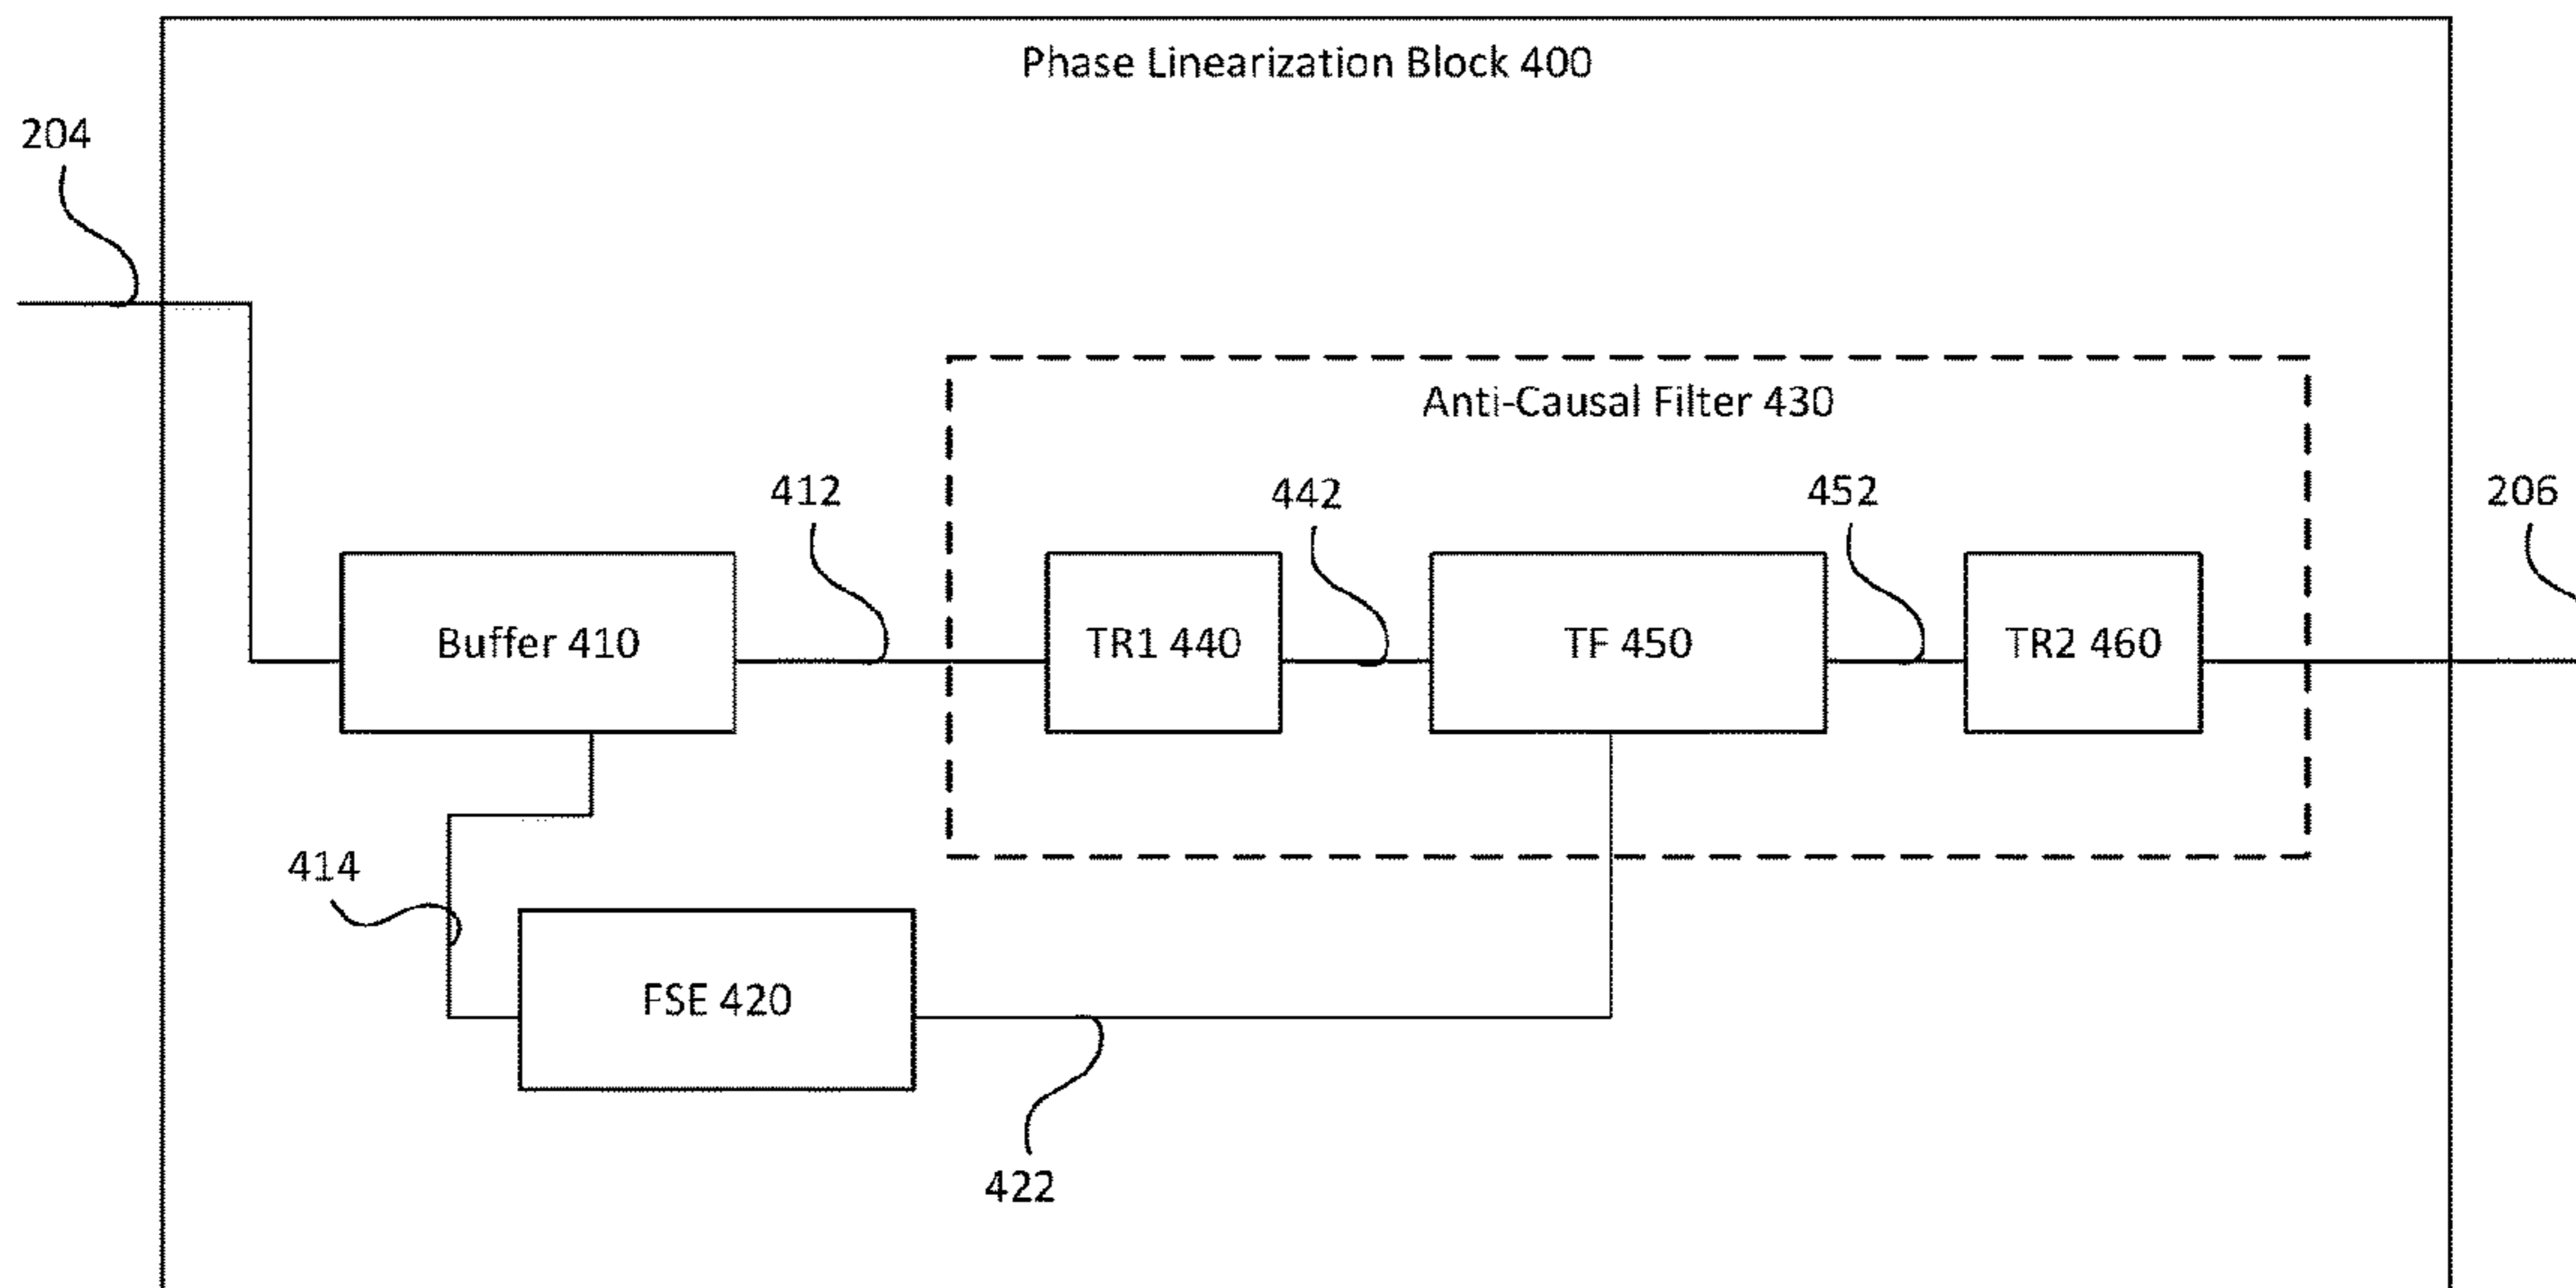 Phase Linearization Block 400
204
Anti-Causal Filter 430
412
442
452
206
Buffer 410
TR1 440
TF 450
TR2 460
414
FSE 420
422